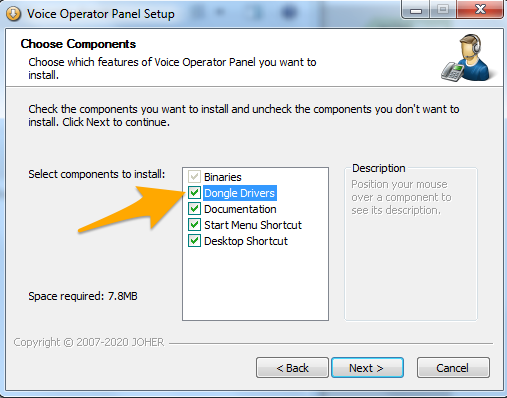 Voice Operator Panel Setup
Choose Components
Choose which features of Voice Operator Panel you want to
install.
Check the components you want to install and uncheck the components you don't want to
install. Click Next to continue.
Select components to install:
Binaries
Dongle Drivers
Documentation
Start Menu Shortcut
Desktop Shortcut
Description
Position your mouse
over a component to
see its description.
Space required: 7.8MB
Copyright © 2007-2020 JOHER
< Back
Next >
Cancel